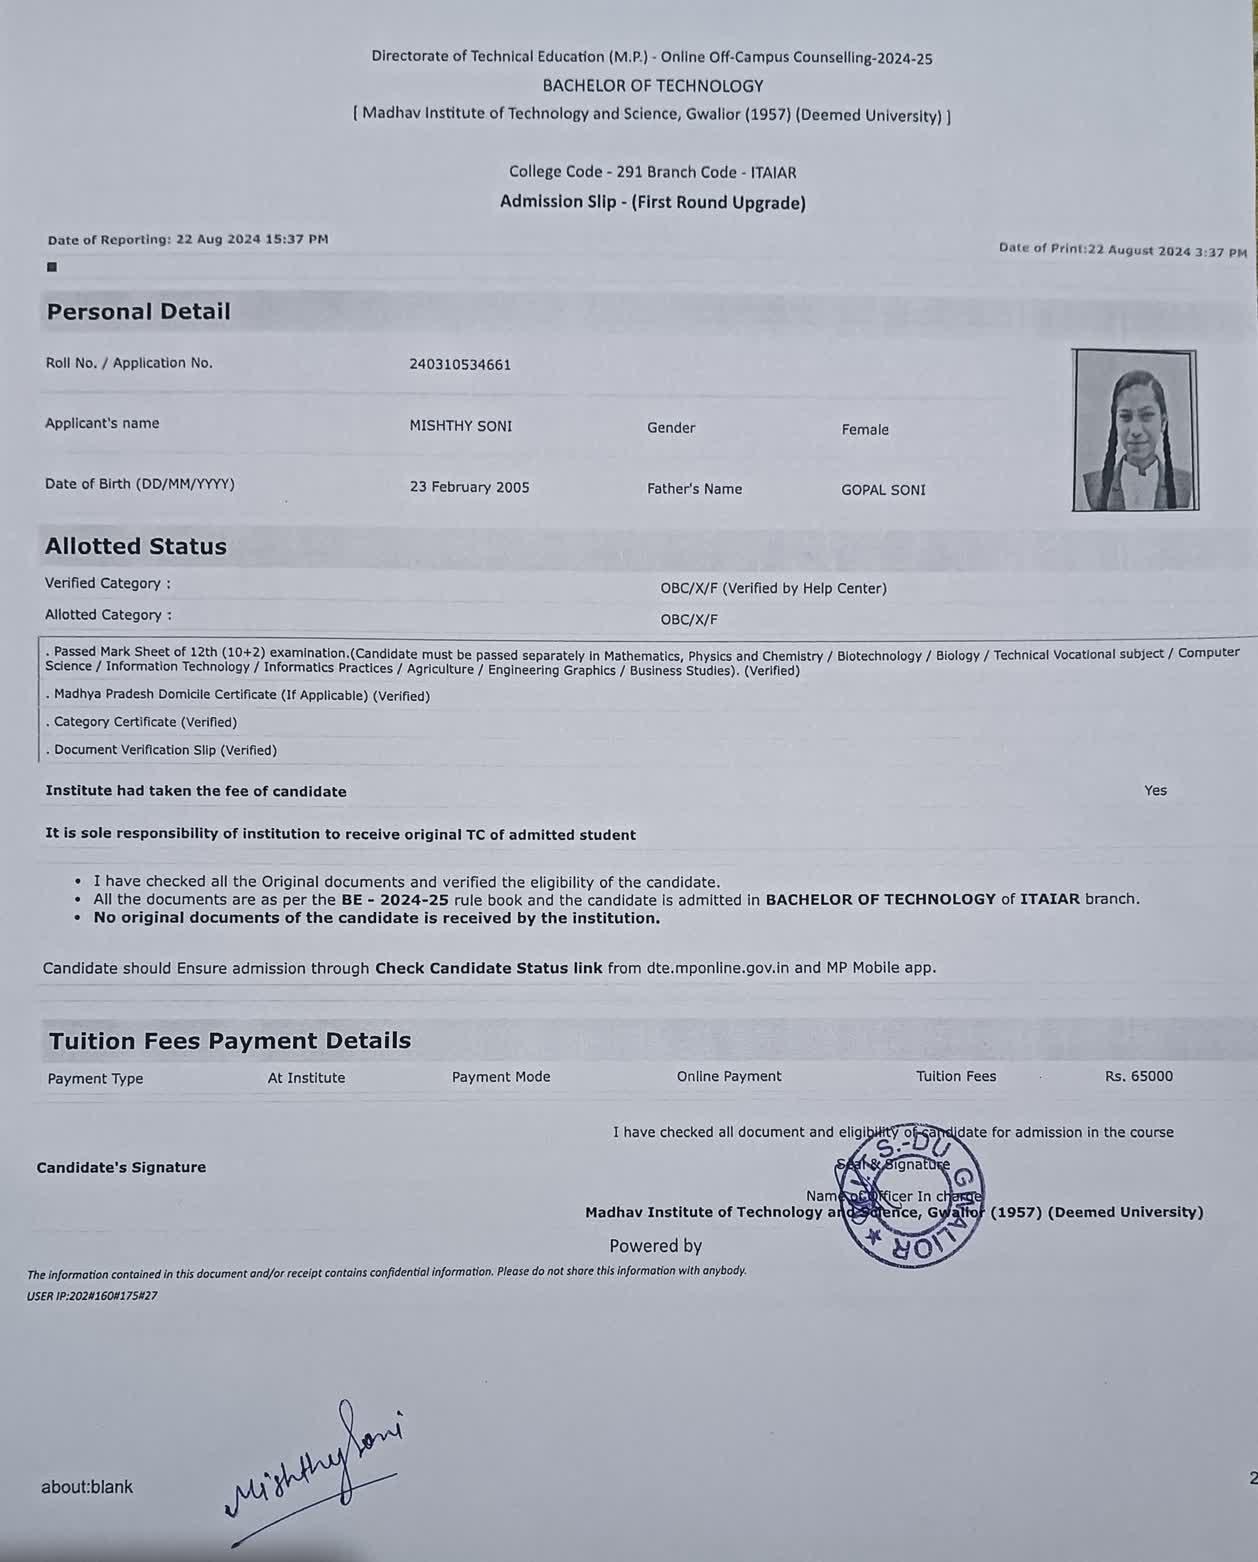 Directorate of Technical Education (M.P.) - Online Off-Campus Counselling-2024-25
BACHELOR OF TECHNOLOGY
[ Madhav Institute of Technology and Science, Gwalior (1957) (Deemed University) ]
College Code - 291 Branch Code - ITAIAR
Admission Slip - (First Round Upgrade)
Date of Reporting: 22 Aug 2024 15:37 PM
Date of Print:22 August 2024 3:37 PM
Personal Detail
Roll No. / Application No. 240310534661
Applicant's name MISHTHY SONI Gender Female
Date of Birth (DD/MM/YYYY) 23 February 2005 Father's Name GOPAL SONI
Allotted Status
Verified Category : OBC/X/F (Verified by Help Center)
Allotted Category : OBC/X/F
. Passed Mark Sheet of 12th (10+2) examination.(Candidate must be passed separately in Mathematics, Physics and Chemistry / Biotechnology / Biology / Technical Vocational subject / Computer
Science / Information Technology / Informatics Practices / Agriculture / Engineering Graphics / Business Studies). (Verified)
. Madhya Pradesh Domicile Certificate (If Applicable) (Verified)
. Category Certificate (Verified)
. Document Verification Slip (Verified)
Institute had taken the fee of candidate Yes
It is sole responsibility of institution to receive original TC of admitted student
• I have checked all the Original documents and verified the eligibility of the candidate.
• All the documents are as per the BE - 2024-25 rule book and the candidate is admitted in BACHELOR OF TECHNOLOGY of ITAIAR branch.
• No original documents of the candidate is received by the institution.
Candidate should Ensure admission through Check Candidate Status link from dte.mponline.gov.in and MP Mobile app.
Tuition Fees Payment Details
Payment Type At Institute Payment Mode Online Payment Tuition Fees Rs. 65000
I have checked all document and eligibility of candidate for admission in the course
Candidate's Signature
Seal & Signature
Name of Officer In charge
Madhav Institute of Technology and Science, Gwalior (1957) (Deemed University)
S.-DU GWALIOR
Powered by
The information contained in this document and/or receipt contains confidential information. Please do not share this information with anybody.
USER IP:202#160#175#27
Mishthy Soni
about:blank
2